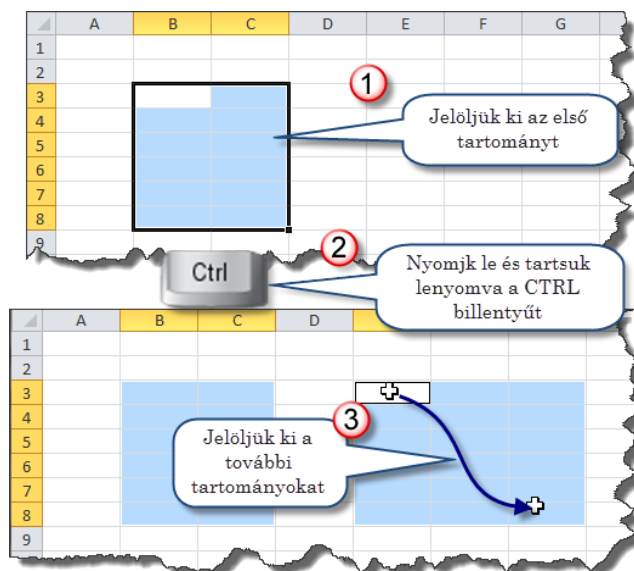 A B C D E F G
1
1
2
3
Jelöljük ki az első
4
tartományt
5
6
7
8
9
2
Ctrl
Nyomjk le és tartsuk
lenyomva a CTRL
billentyűt
A B C D E F G
1
2
3
4
3
Jelöljük ki a
5
további
6
tartományokat
7
8
9